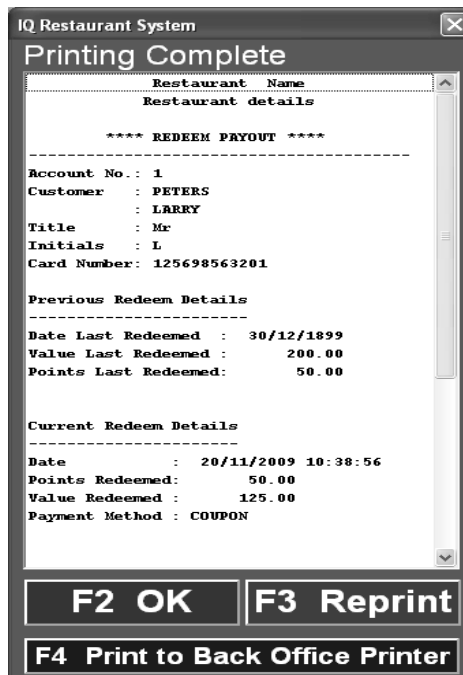 IQ Restaurant System
Printing Complete
Restaurant Name
Restaurant details
**** REDEEM PAYOUT ****
-----------------------------------------
Account No.: 1
Customer : PETERS
: LARRY
Title : Mr
Initials : L
Card Number: 125698563201
Previous Redeem Details
-----------------------
Date Last Redeemed : 30/12/1899
Value Last Redeemed : 200.00
Points Last Redeemed: 50.00
Current Redeem Details
----------------------
Date : 20/11/2009 10:38:56
Points Redeemed: 50.00
Value Redeemed : 125.00
Payment Method : COUPON
F2 OK
F3 Reprint
F4 Print to Back Office Printer